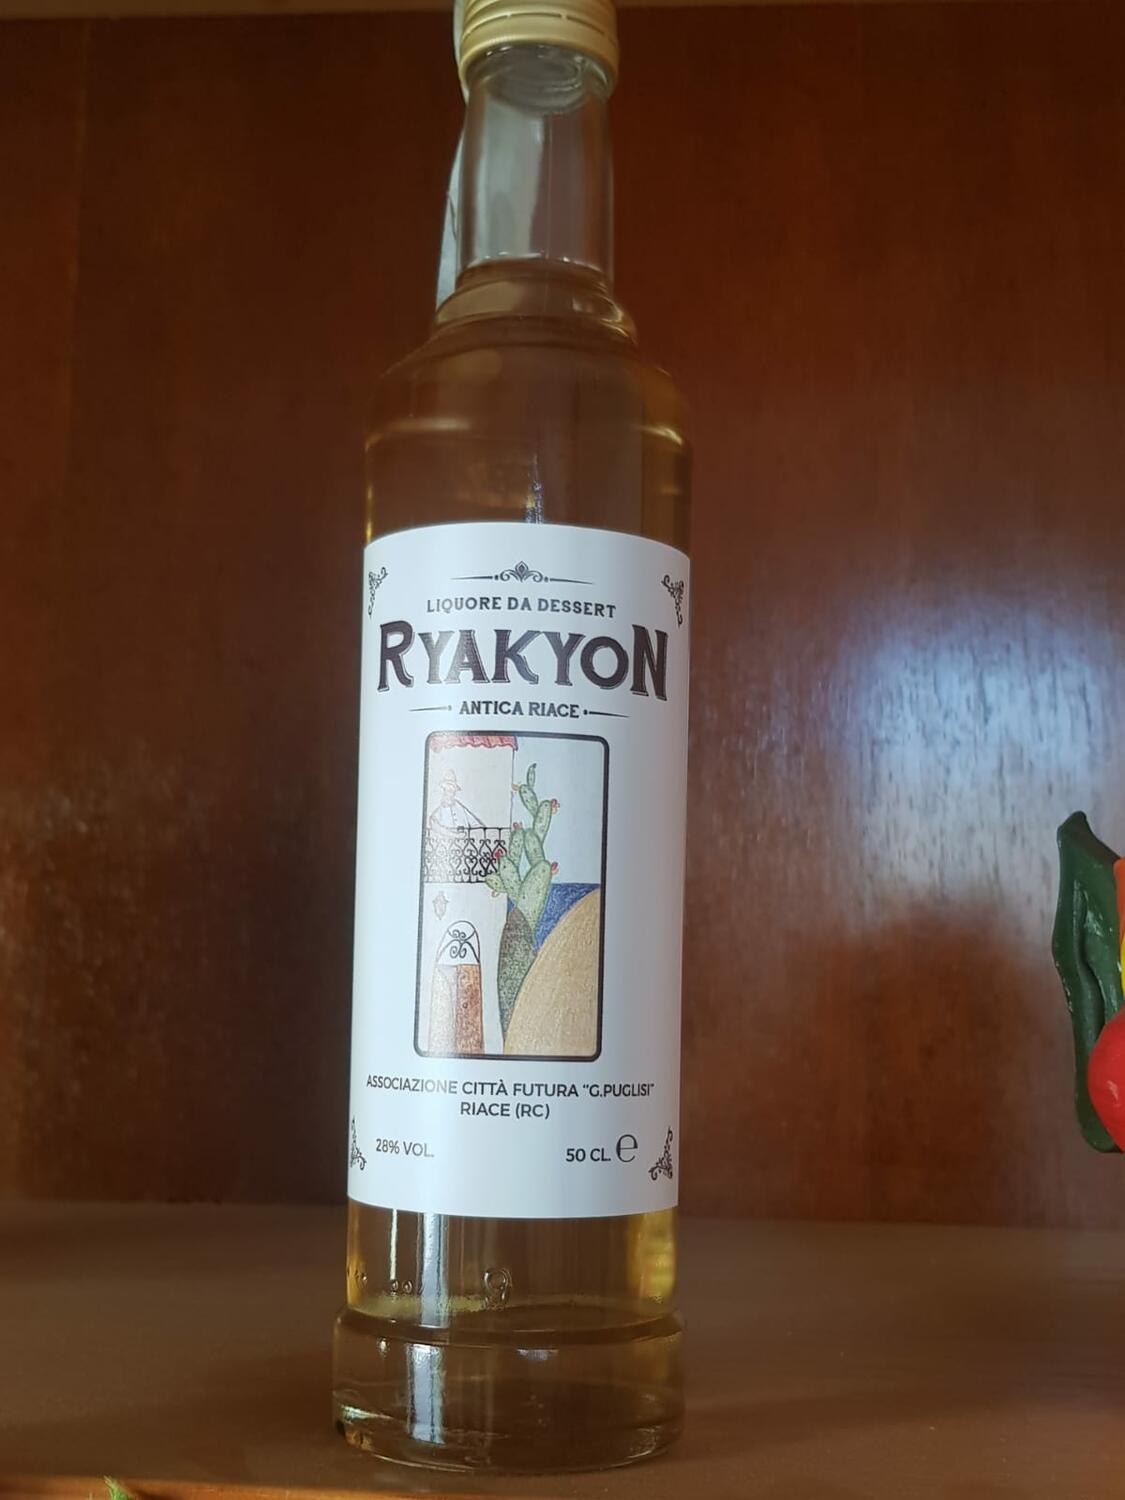 LIQUORE DA DESSERT
RYAKYON
ANTICA RIACE
ASSOCIAZIONE CITTÀ FUTURA "G.PUGLISI"
RIACE (RC)
28% VOL.
50 CL. ℮